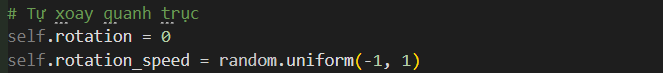 # Tự xoay quanh trục
self.rotation = 0
self.rotation_speed = random.uniform(-1, 1)